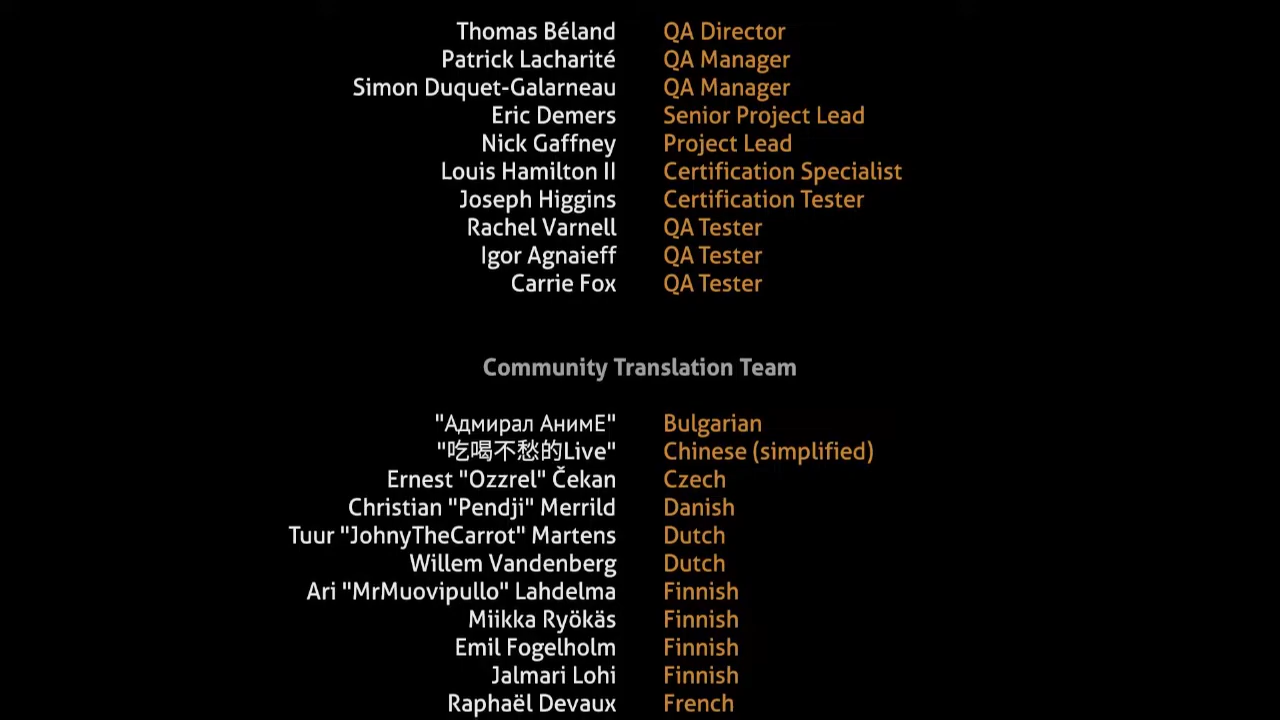 Thomas Béland QA Director
Patrick Lacharité QA Manager
Simon Duquet-Galarneau QA Manager
Eric Demers Senior Project Lead
Nick Gaffney Project Lead
Louis Hamilton II Certification Specialist
Joseph Higgins Certification Tester
Rachel Varnell QA Tester
Igor Agnaieff QA Tester
Carrie Fox QA Tester
Community Translation Team
"Адмирал АнимЕ" Bulgarian
"吃喝不愁的Live" Chinese (simplified)
Ernest "Ozzrel" Čekan Czech
Christian "Pendji" Merrild Danish
Tuur "JohnyTheCarrot" Martens Dutch
Willem Vandenberg Dutch
Ari "MrMuovipullo" Lahdelma Finnish
Miikka Ryökäs Finnish
Emil Fogelholm Finnish
Jalmari Lohi Finnish
Raphaël Devaux French